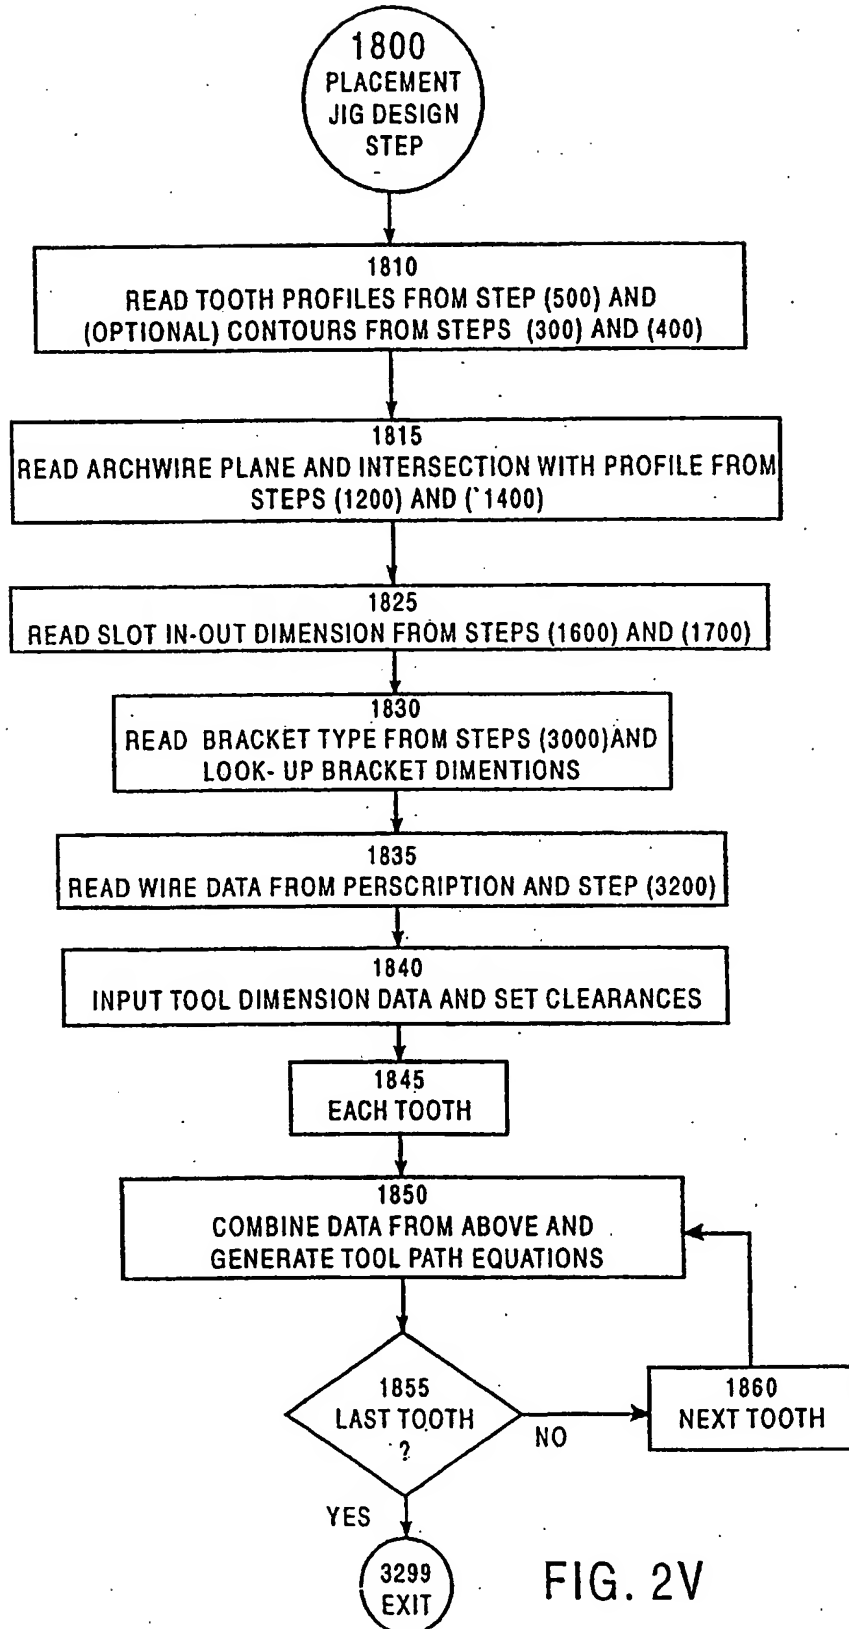 1800
PLACEMENT
JIG DESIGN
STEP
1810
READ TOOTH PROFILES FROM STEP (500) AND
(OPTIONAL) CONTOURS FROM STEPS (300) AND (400)
1815
READ ARCHWIRE PLANE AND INTERSECTION WITH PROFILE FROM
STEPS (1200) AND (1400)
1825
READ SLOT IN-OUT DIMENSION FROM STEPS (1600) AND (1700)
1830
READ BRACKET TYPE FROM STEPS (3000)AND
LOOK- UP BRACKET DIMENTIONS
1835
READ WIRE DATA FROM PERSCRIPTION AND STEP (3200)
1840
INPUT TOOL DIMENSION DATA AND SET CLEARANCES
1845
EACH TOOTH
1850
COMBINE DATA FROM ABOVE AND
GENERATE TOOL PATH EQUATIONS
1855
LAST TOOTH
?
NO
1860
NEXT TOOTH
YES
3299
EXIT
FIG. 2V